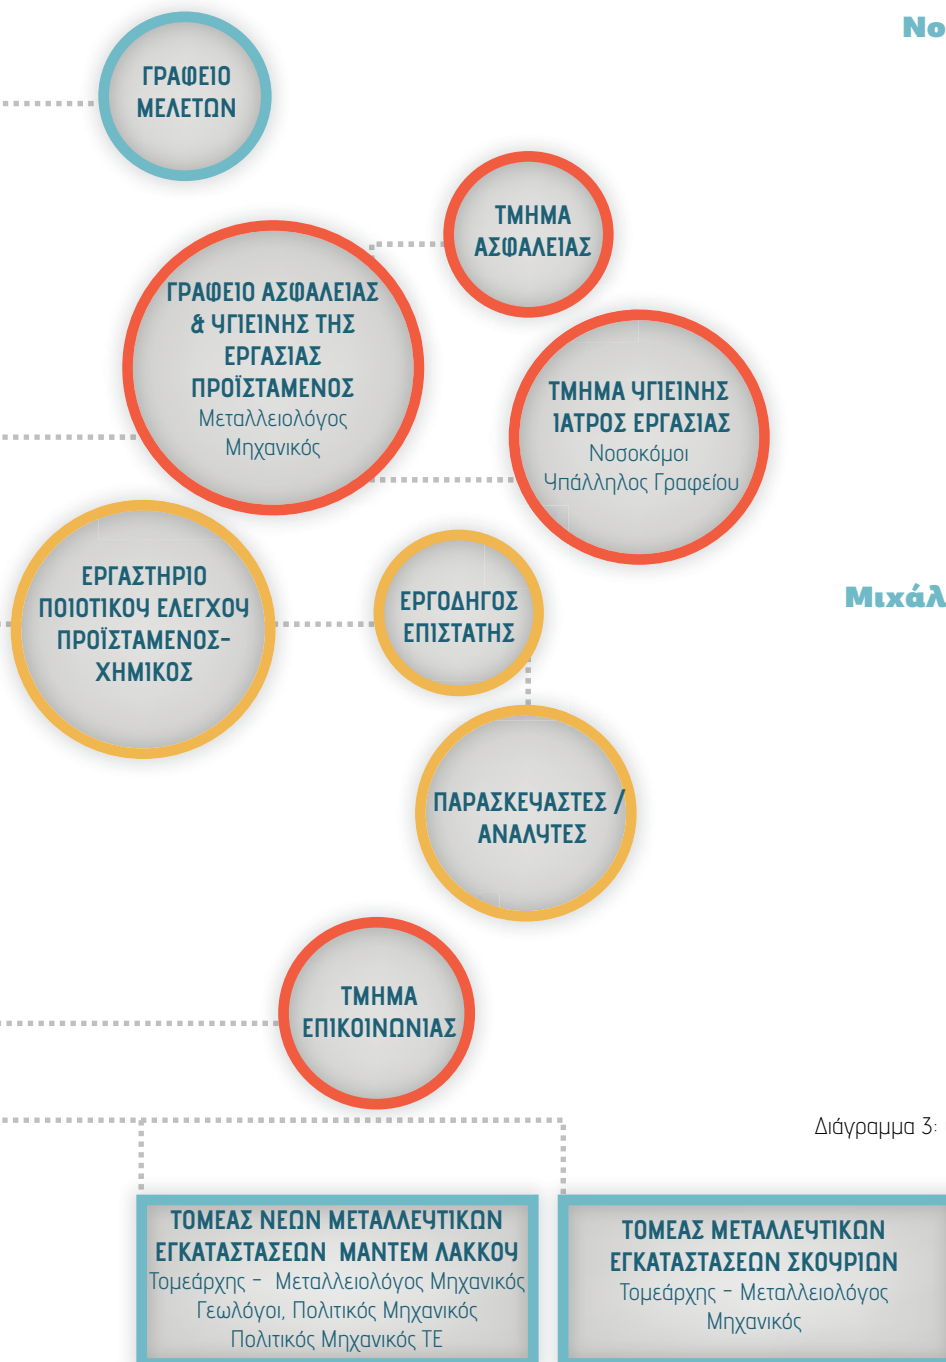 Νο
ΓΡΑΦΕΙΟ
ΜΕΛΕΤΩΝ
ΤΜΗΜΑ
ΑΣΦΑΛΕΙΑΣ
ΓΡΑΦΕΙΟ ΑΣΦΑΛΕΙΑΣ
& ΥΓΙΕΙΝΗΣ ΤΗΣ
ΕΡΓΑΣΙΑΣ
ΠΡΟΪΣΤΑΜΕΝΟΣ
Μεταλλειολόγος
Μηχανικός
ΤΜΗΜΑ ΥΓΙΕΙΝΗΣ
ΙΑΤΡΟΣ ΕΡΓΑΣΙΑΣ
Νοσοκόμοι
Υπάλληλος Γραφείου
ΕΡΓΑΣΤΗΡΙΟ
ΠΟΙΟΤΙΚΟΥ ΕΛΕΓΧΟΥ
ΠΡΟΪΣΤΑΜΕΝΟΣ-
ΧΗΜΙΚΟΣ
ΕΡΓΟΔΗΓΟΣ
ΕΠΙΣΤΑΤΗΣ
Μιχάλ
ΠΑΡΑΣΚΕΥΑΣΤΕΣ /
ΑΝΑΛΥΤΕΣ
ΤΜΗΜΑ
ΕΠΙΚΟΙΝΩΝΙΑΣ
Διάγραμμα 3:
ΤΟΜΕΑΣ ΝΕΩΝ ΜΕΤΑΛΛΕΥΤΙΚΩΝ
ΕΓΚΑΤΑΣΤΑΣΕΩΝ ΜΑΝΤΕΜ ΛΑΚΚΟΥ
Τομεάρχης - Μεταλλειολόγος Μηχανικός
Γεωλόγοι, Πολιτικός Μηχανικός
Πολιτικός Μηχανικός ΤΕ
ΤΟΜΕΑΣ ΜΕΤΑΛΛΕΥΤΙΚΩΝ
ΕΓΚΑΤΑΣΤΑΣΕΩΝ ΣΚΟΥΡΙΩΝ
Τομεάρχης - Μεταλλειολόγος
Μηχανικός